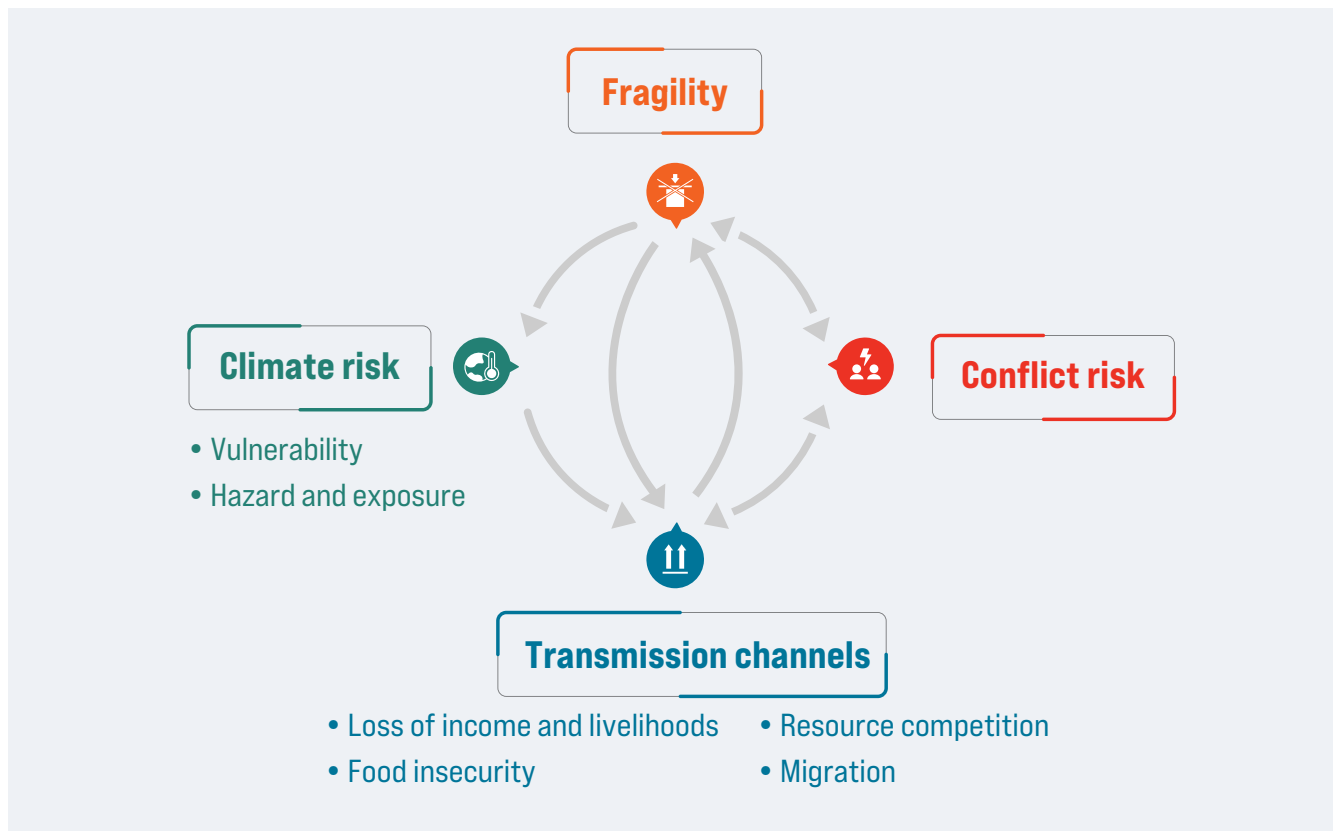 Fragility
Climate risk
• Vulnerability
• Hazard and exposure
Conflict risk
Transmission channels
• Loss of income and livelihoods
• Food insecurity
• Resource competition
• Migration